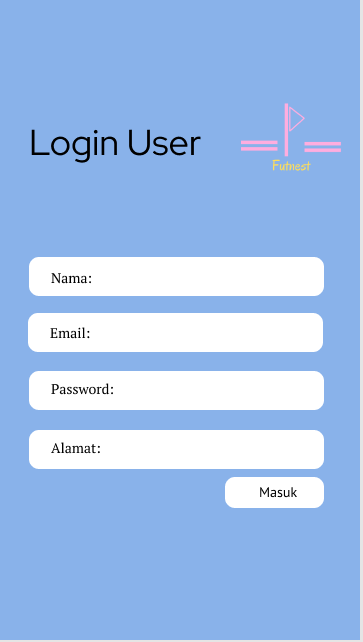 Login User
Futnest
Nama:
Email:
Password:
Alamat:
Masuk